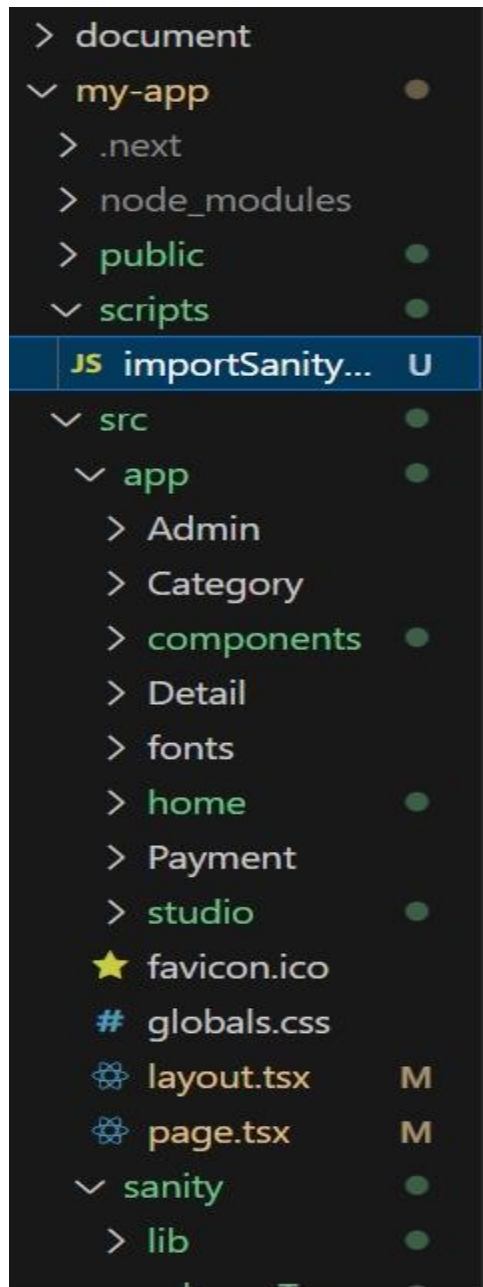 document
my-app
.next
node_modules
public
scripts
JS importSanity... U
src
app
Admin
Category
components
Detail
fonts
home
Payment
studio
favicon.ico
# globals.css
layout.tsx M
page.tsx M
sanity
lib